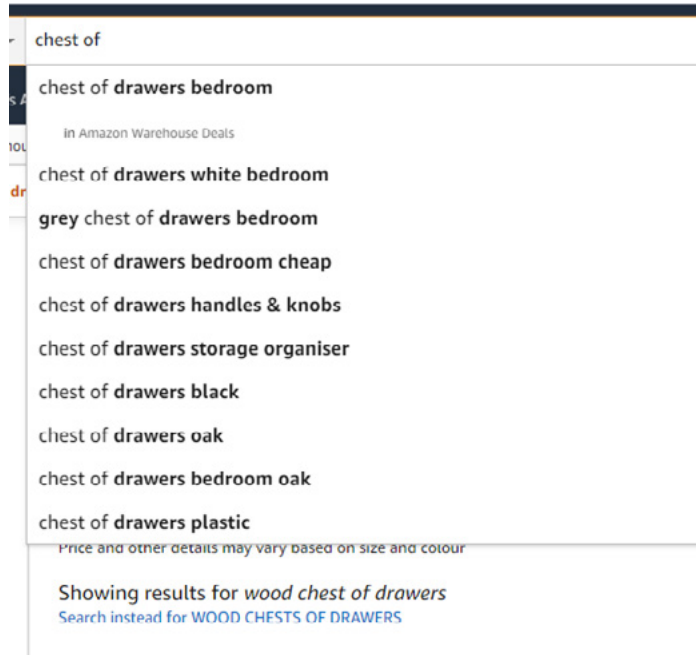 chest of
chest of drawers bedroom
in Amazon Warehouse Deals
chest of drawers white bedroom
grey chest of drawers bedroom
chest of drawers bedroom cheap
chest of drawers handles & knobs
chest of drawers storage organiser
chest of drawers black
chest of drawers oak
chest of drawers bedroom oak
chest of drawers plastic
Price and other details may vary based on size and colour
Showing results for wood chest of drawers
Search instead for WOOD CHESTS OF DRAWERS